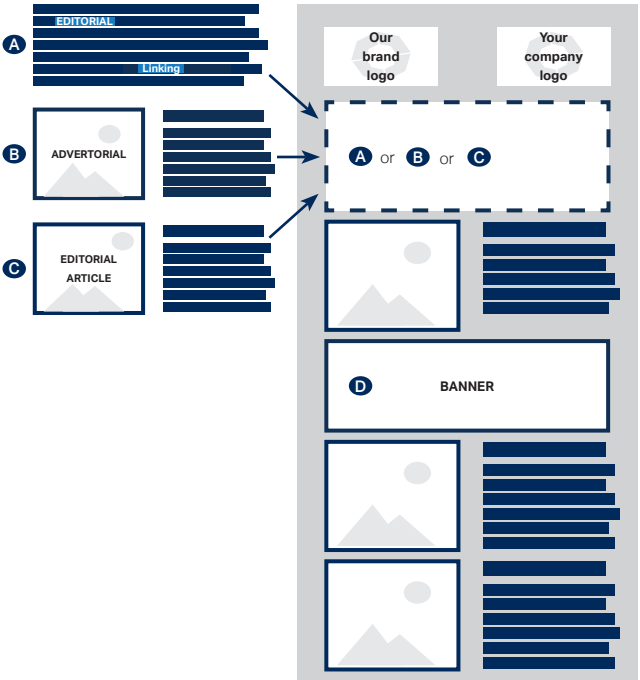 A
EDITORIAL
Linking
B
ADVERTORIAL
C
EDITORIAL
ARTICLE
Our
brand
logo
Your
company
logo
A or B or C
D BANNER